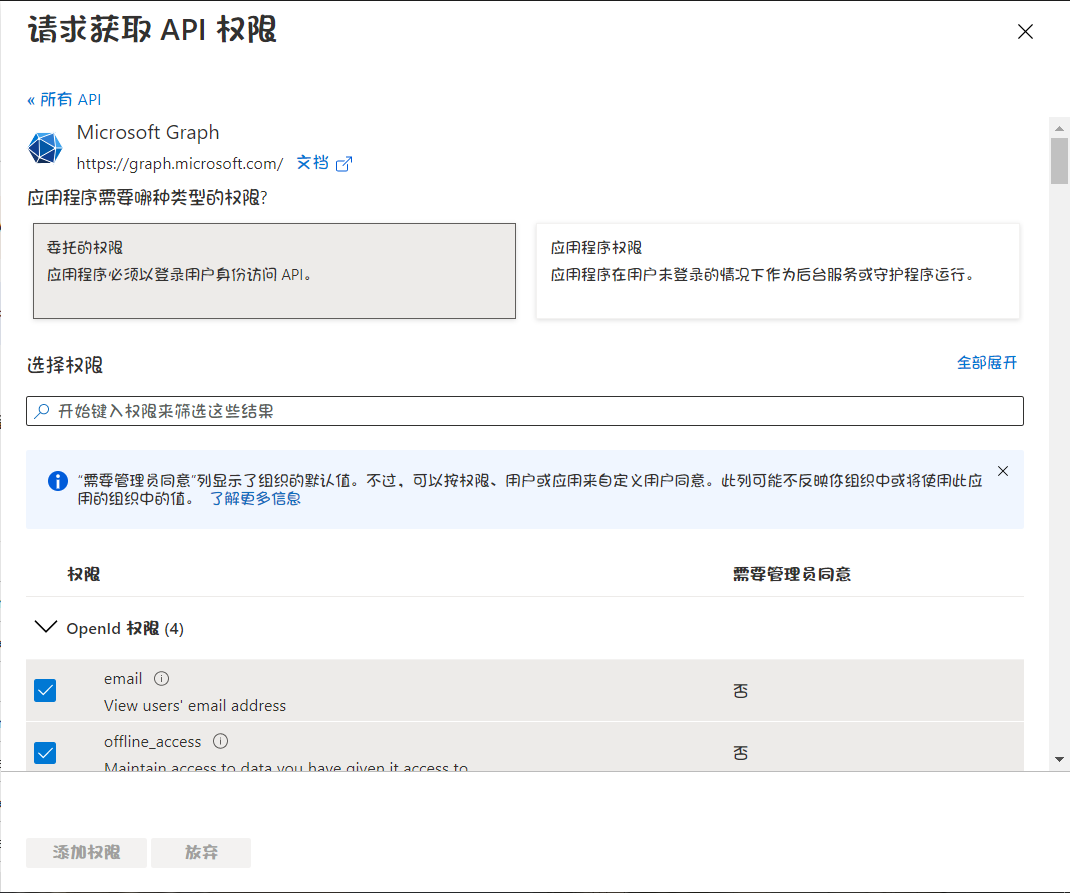 请求获取 API 权限
« 所有 API
Microsoft Graph
https://graph.microsoft.com/ 文档
应用程序需要哪种类型的权限?
委托的权限
应用程序必须以登录用户身份访问 API。
应用程序权限
应用程序在用户未登录的情况下作为后台服务或守护程序运行。
选择权限
全部展开
开始键入权限来筛选这些结果
“需要管理员同意”列显示了组织的默认值。不过，可以按权限、用户或应用来自定义用户同意。此列可能不反映你组织中或将使用此应
用的组织中的值。 了解更多信息
权限 需要管理员同意
OpenId 权限 (4)
email
View users' email address
否
offline_access
Maintain access to data you have given it access to
否
添加权限 放弃